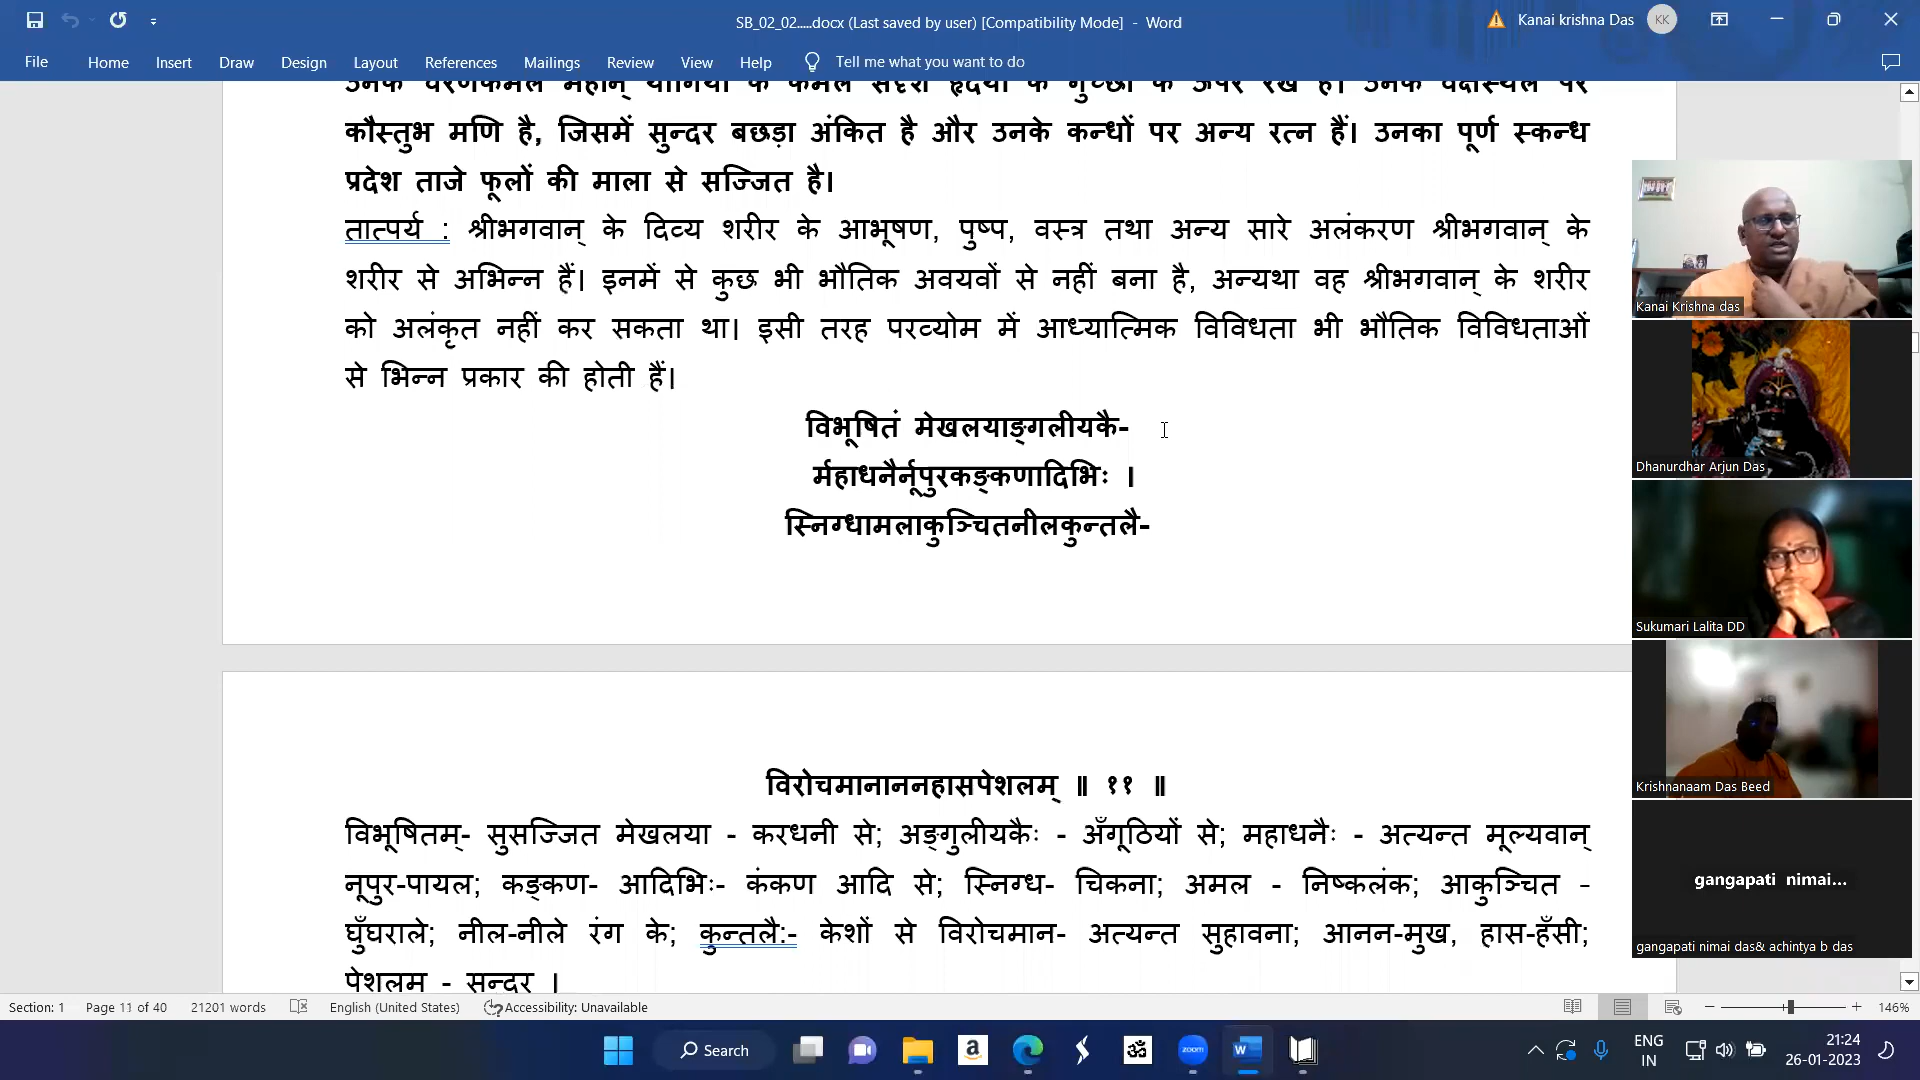 SB_02_02.....docx (Last saved by user) [Compatibility Mode] - Word
Kanai krishna Das
KK
File Home Insert Draw Design Layout References Mailings Review View Help Tell me what you want to do
कौस्तुभ मणि है, जिसमें सुन्दर बछड़ा अंकित है और उनके कन्धों पर अन्य रत्न हैं। उनका पूर्ण स्कन्ध
प्रदेश ताजे फूलों की माला से सज्जित है।
तात्पर्य : श्रीभगवान् के दिव्य शरीर के आभूषण, पुष्प, वस्त्र तथा अन्य सारे अलंकरण श्रीभगवान् के
शरीर से अभिन्न हैं। इनमें से कुछ भी भौतिक अवयवों से नहीं बना है, अन्यथा वह श्रीभगवान् के शरीर
को अलंकृत नहीं कर सकता था। इसी तरह परव्योम में आध्यात्मिक विविधता भी भौतिक विविधताओं
से भिन्न प्रकार की होती हैं।
विभूषितं मेखलयाङ्गलीयकै-
र्महाधनैर्नूपुरकङ्कणादिभिः ।
स्निग्धामलाकुञ्चितनीलकुन्तलै-
विरोचमानाननहासपेशलम् ॥ ११ ॥
विभूषितम्- सुसज्जित मेखलया - करधनी से; अङ्गुलीयकैः - अँगूठियों से; महाधनैः - अत्यन्त मूल्यवान्
नूपुर-पायल; कङ्कण- आदिभिः- कंकण आदि से; स्निग्ध- चिकना; अमल - निष्कलंक; आकुञ्चित –
घुँघराले; नील-नीले रंग के; कुन्तलै:- केशों से विरोचमान- अत्यन्त सुहावना; आनन-मुख, हास-हँसी;
पेशलम - सुन्दर ।
Kanai Krishna das
Dhanurdhar Arjun Das
Sukumari Lalita DD
Krishnanaam Das Beed
gangapati nimai...
gangapati nimai das& achintya b das
Section: 1 Page 11 of 40 21201 words English (United States) Accessibility: Unavailable 146%
Search
zoom
ENG
IN
21:24
26-01-2023